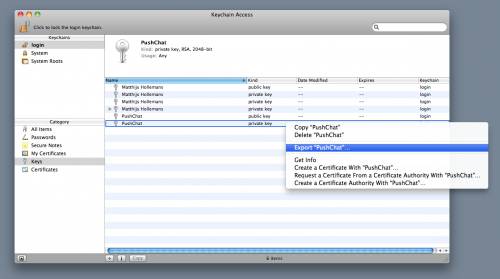 Keychain Access
Click to lock the login keychain.
Keychains
login
System
System Roots
PushChat
Kind: private key, RSA, 2048-bit
Usage: Any
Name Kind Date Modified Expires Keychain
Matthijs Hollemans public key -- -- login
Matthijs Hollemans private key -- -- login
Matthijs Hollemans public key -- -- login
Matthijs Hollemans private key -- -- login
PushChat public key -- -- login
PushChat private key
Copy "PushChat"
Delete "PushChat"
Export "PushChat"...
Get Info
Create a Certificate With "PushChat"...
Request a Certificate From a Certificate Authority With "PushChat"...
Create a Certificate Authority With "PushChat"...
Category
All Items
Passwords
Secure Notes
My Certificates
Keys
Certificates
+ i Copy 6 items